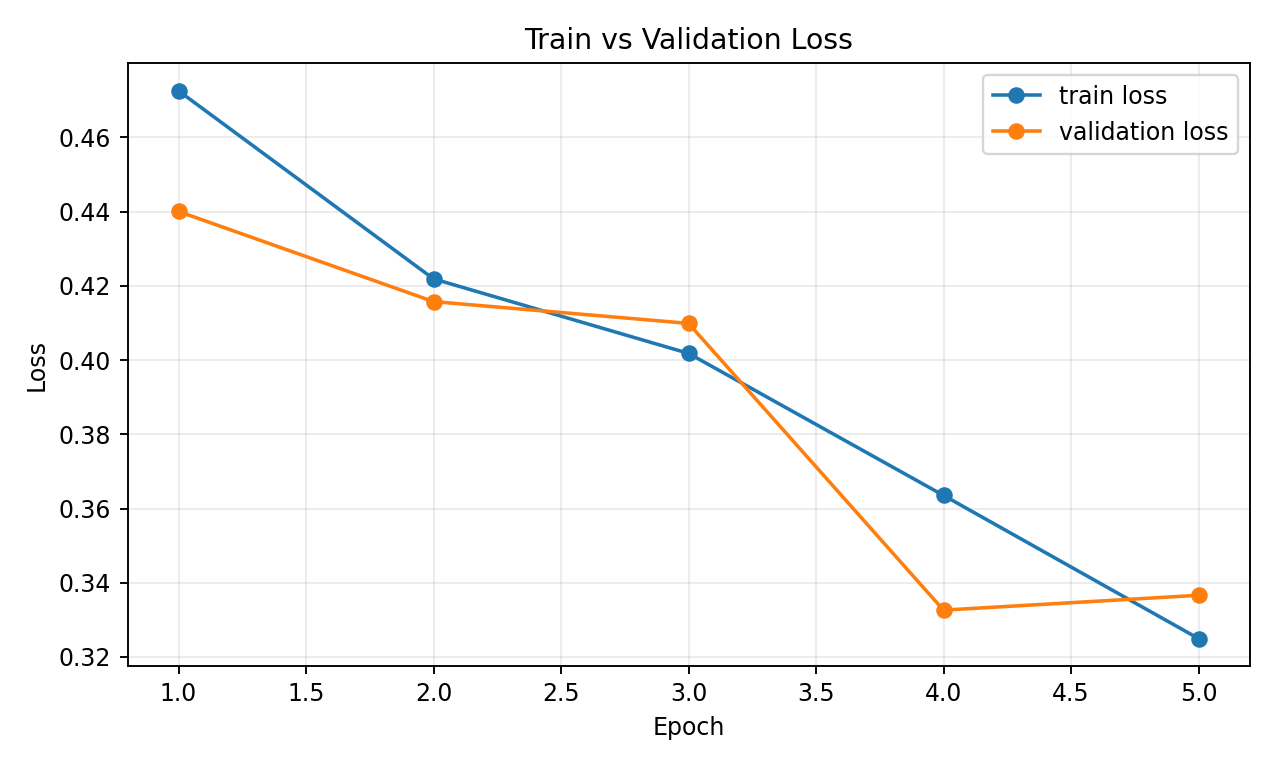 Train vs Validation Loss
train loss
validation loss
0.46
0.44
0.42
0.40
0.38
0.36
0.34
0.32
Loss
1.0 1.5 2.0 2.5 3.0 3.5 4.0 4.5 5.0
Epoch